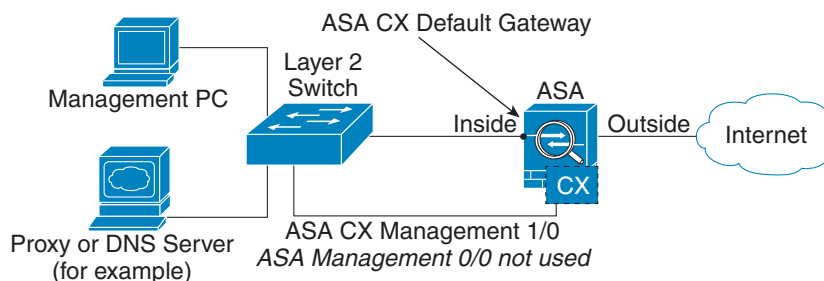 ASA CX Default Gateway
Layer 2
Switch
ASA
Management PC
Inside
Outside
Internet
CX
Proxy or DNS Server
(for example)
ASA CX Management 1/0
ASA Management 0/0 not used